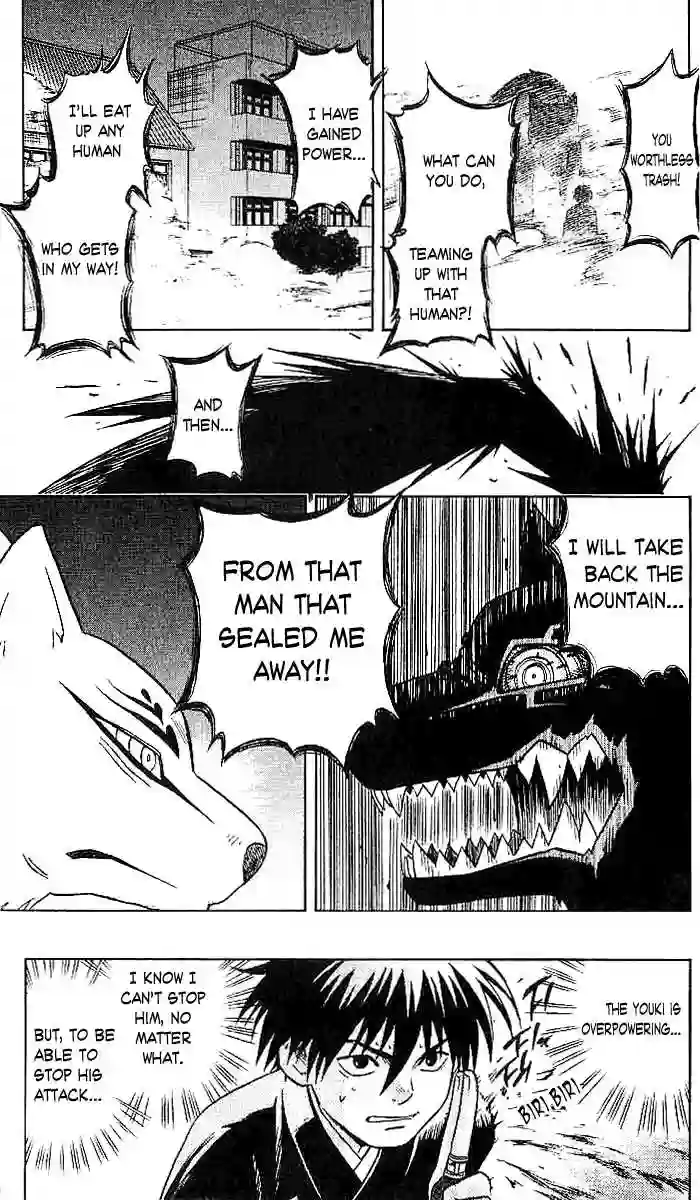 YOU
WORTHLESS
TRASH!
WHAT CAN
YOU DO,
TEAMING
UP WITH
THAT
HUMAN?!
I HAVE
GAINED
POWER...
I'LL EAT
UP ANY
HUMAN
WHO GETS
IN MY WAY!
AND
THEN...
I WILL TAKE
BACK THE
MOUNTAIN...
FROM THAT
MAN THAT
SEALED ME
AWAY!!
THE YOUKI IS
OVERPOWERING...
BIRI,BIRI
I KNOW I
CAN'T STOP
HIM, NO
MATTER
WHAT.
BUT, TO BE
ABLE TO
STOP HIS
ATTACK...